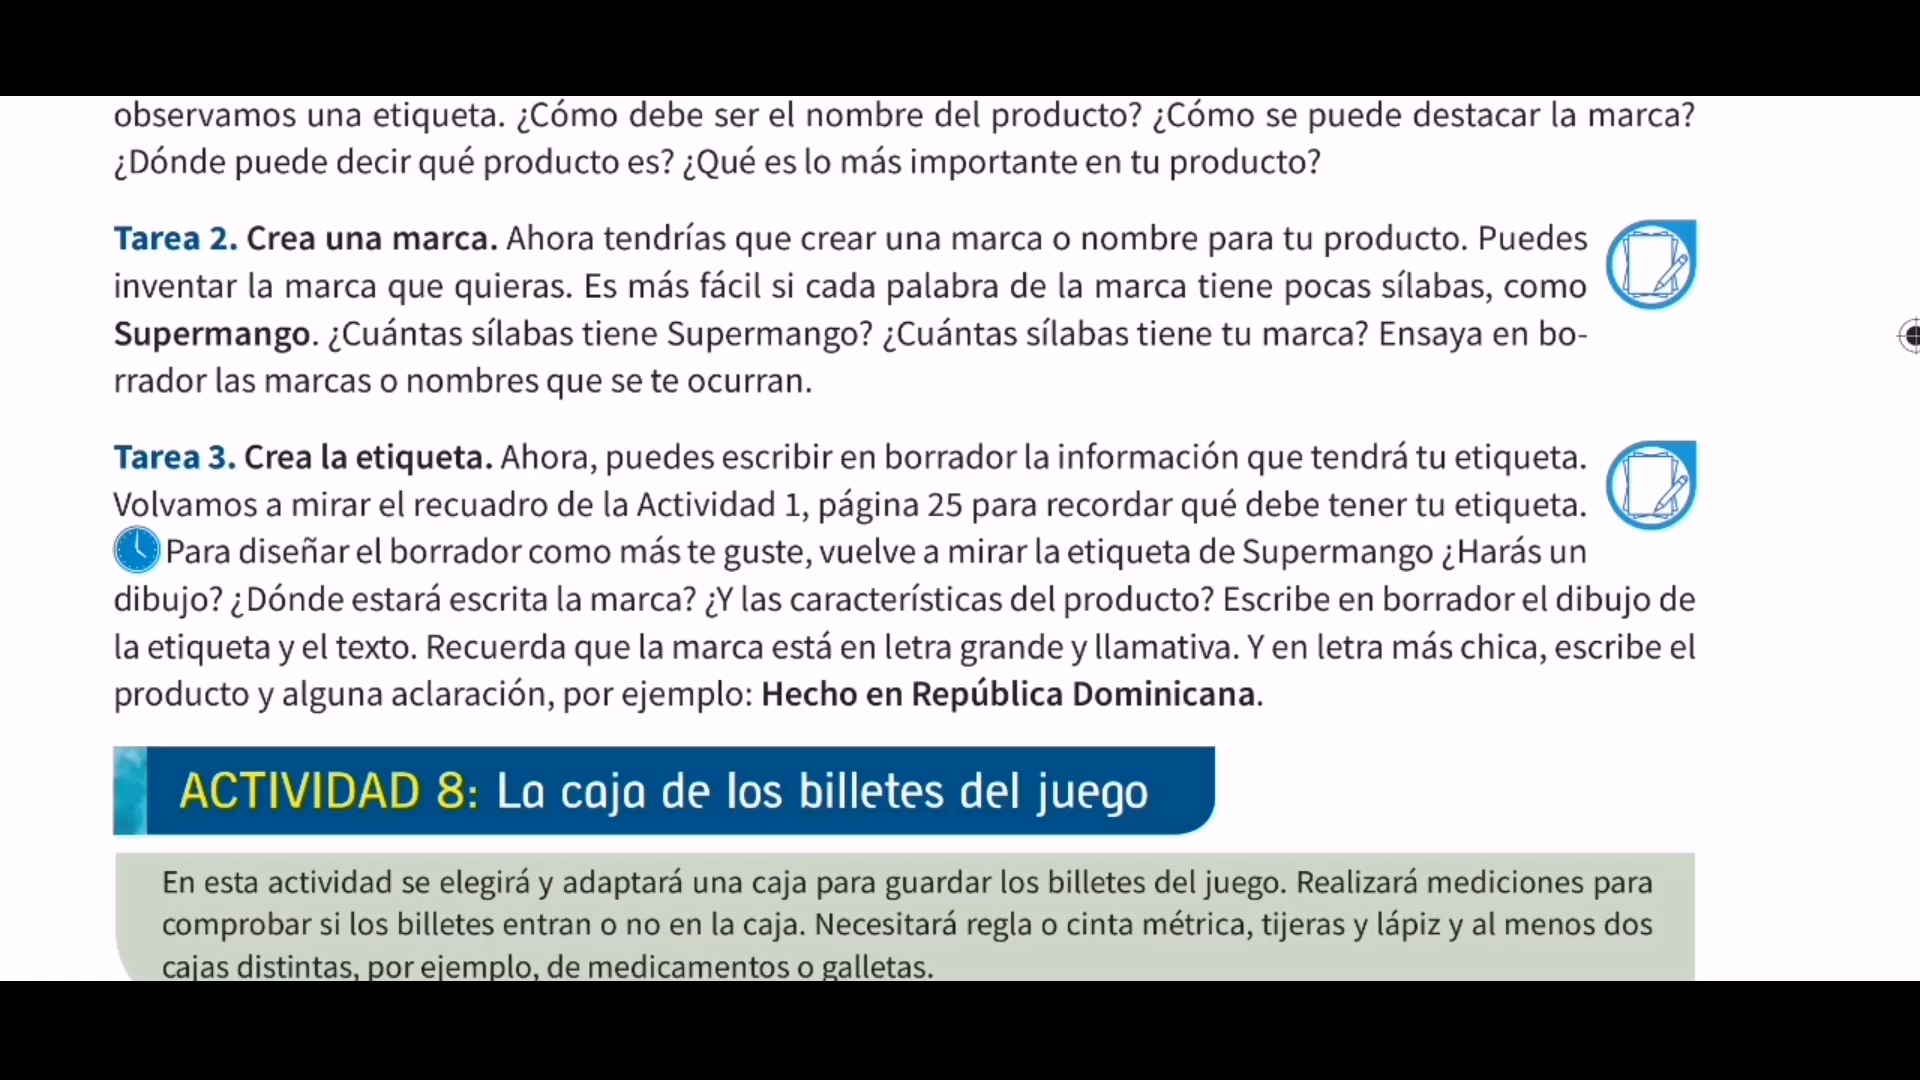 observamos una etiqueta. ¿Cómo debe ser el nombre del producto? ¿Cómo se puede destacar la marca?
¿Dónde puede decir qué producto es? ¿Qué es lo más importante en tu producto?
Tarea 2. Crea una marca. Ahora tendrías que crear una marca o nombre para tu producto. Puedes
inventar la marca que quieras. Es más fácil si cada palabra de la marca tiene pocas sílabas, como
Supermango. ¿Cuántas sílabas tiene Supermango? ¿Cuántas sílabas tiene tu marca? Ensaya en bo-
rrador las marcas o nombres que se te ocurran.
Tarea 3. Crea la etiqueta. Ahora, puedes escribir en borrador la información que tendrá tu etiqueta.
Volvamos a mirar el recuadro de la Actividad 1, página 25 para recordar qué debe tener tu etiqueta.
Para diseñar el borrador como más te guste, vuelve a mirar la etiqueta de Supermango ¿Harás un
dibujo? ¿Dónde estará escrita la marca? ¿Y las características del producto? Escribe en borrador el dibujo de
la etiqueta y el texto. Recuerda que la marca está en letra grande y llamativa. Y en letra más chica, escribe el
producto y alguna aclaración, por ejemplo: Hecho en República Dominicana.
ACTIVIDAD 8: La caja de los billetes del juego
En esta actividad se elegirá y adaptará una caja para guardar los billetes del juego. Realizará mediciones para
comprobar si los billetes entran o no en la caja. Necesitará regla o cinta métrica, tijeras y lápiz y al menos dos
cajas distintas, por ejemplo, de medicamentos o galletas.